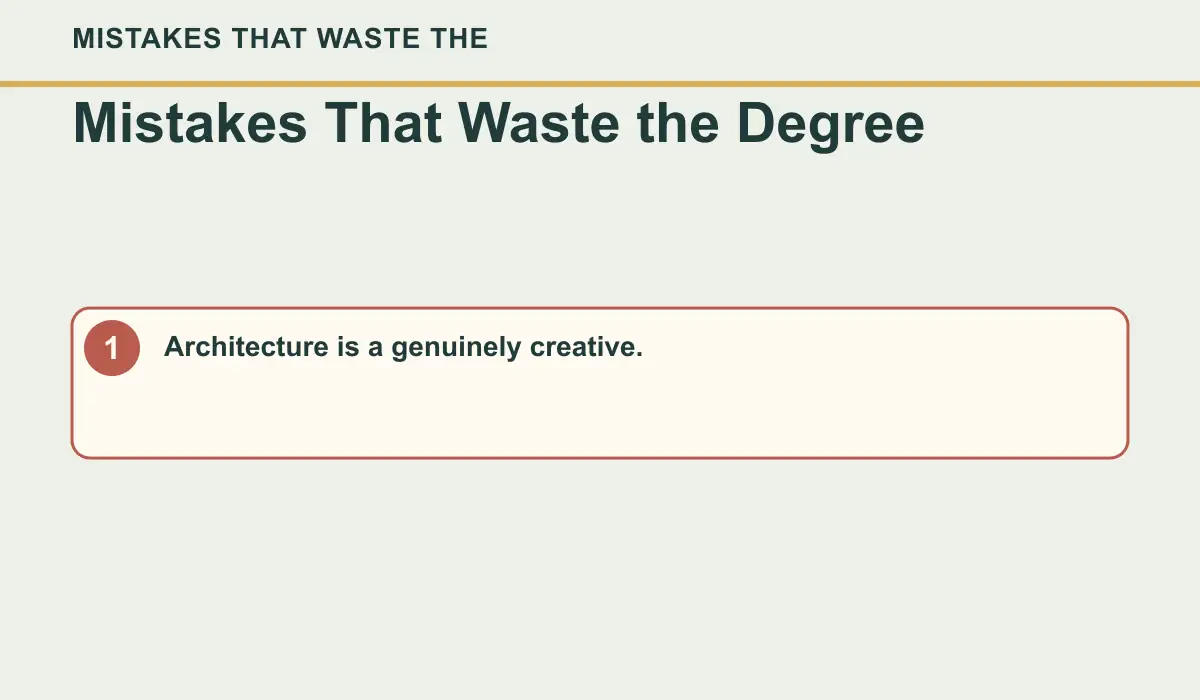 MISTAKES THAT WASTE THE
Mistakes That Waste the Degree
1
Architecture is a genuinely creative.